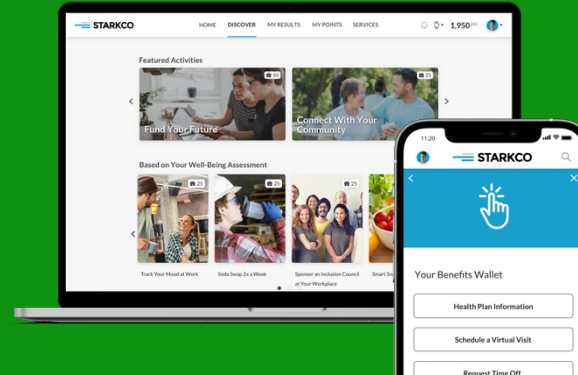 STARKCO
HOME DISCOVER MY RESULTS MY POINTS SERVICES
1,950
Featured Activities
50
25
Fund Your Future
Connect With Your
Community
Based on Your Well-Being Assessment
25
25
25
Track Your Mood at Work
Soda Swap 2x a Week
Sponsor an Inclusion Council
at Your Workplace
Smart
11:20
STARKCO
Your Benefits Wallet
Health Plan Information
Schedule a Virtual Visit
Request Time Off